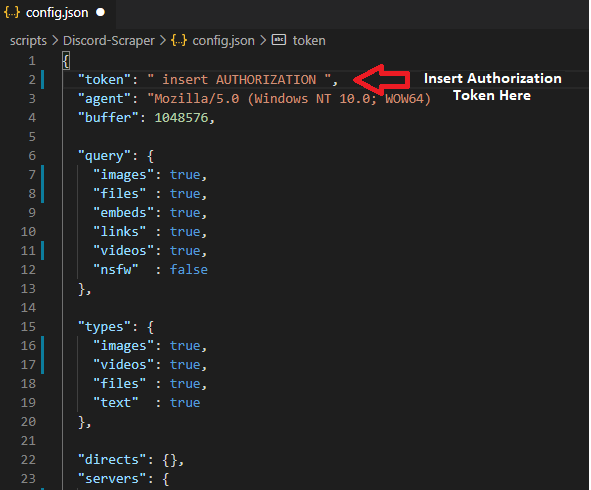 {..} config.json ●
scripts > Discord-Scraper > {..} config.json > abc token
1 {
2 "token": " insert AUTHORIZATION ", Insert Authorization
Token Here
3 "agent": "Mozilla/5.0 (Windows NT 10.0; WOW64)
4 "buffer": 1048576,
5
6 "query": {
7 "images": true,
8 "files" : true,
9 "embeds": true,
10 "links" : true,
11 "videos": true,
12 "nsfw"  : false
13 },
14
15 "types": {
16 "images": true,
17 "videos": true,
18 "files" : true,
19 "text"  : true
20 },
21
22 "directs": {},
23 "servers": {